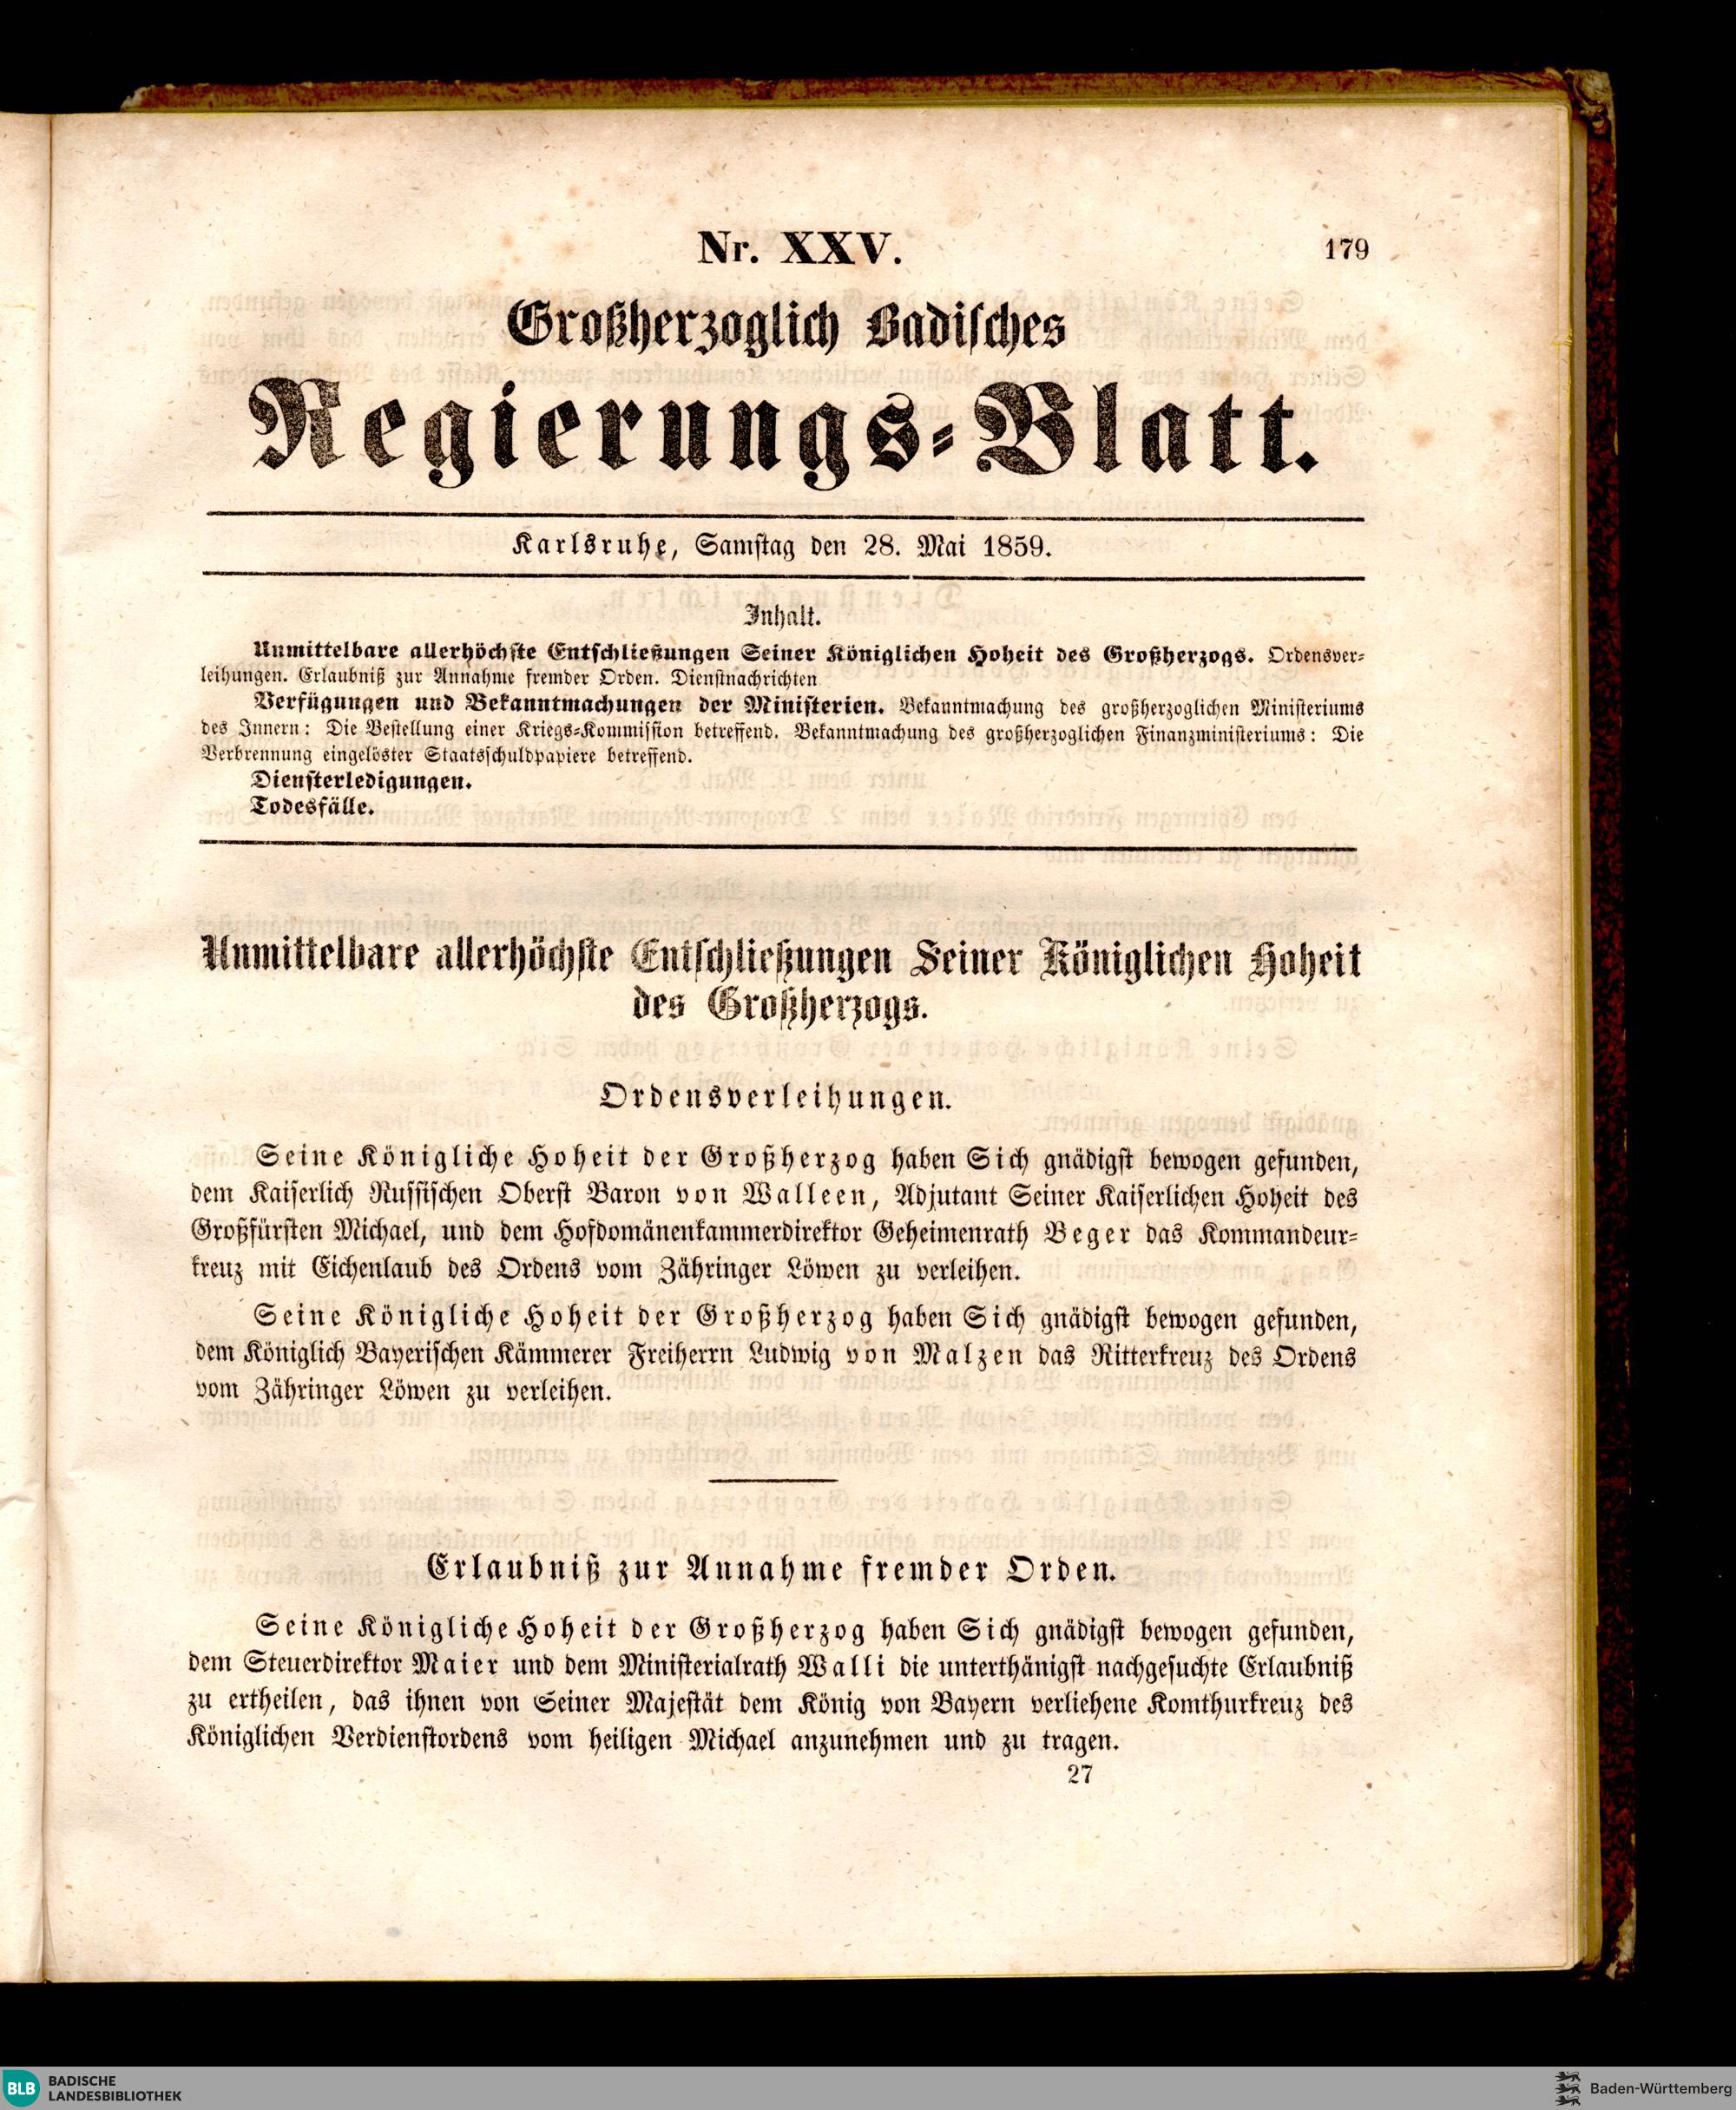 Nr. XXV.
179
Großherzoglich Badisches
Regierungs-Blatt.
Karlsruhe, Samstag den 28. Mai 1859.
Inhalt.
Unmittelbare allerhöchste Entschließungen Seiner Königlichen Hoheit des Großherzogs. Ordensver-
leihungen. Erlaubniß zur Annahme fremder Orden. Dienstnachrichten
Verfügungen und Bekanntmachungen der Ministerien. Bekanntmachung des großherzoglichen Ministeriums
des Innern: Die Bestellung einer Kriegs-Kommission betreffend. Bekanntmachung des großherzoglichen Finanzministeriums: Die
Verbrennung eingelöster Staatsschuldpapiere betreffend.
Diensterledigungen.
Todesfälle.
Unmittelbare allerhöchste Entschließungen Seiner Königlichen Hoheit
des Großherzogs.
Ordensverleihungen.
Seine Königliche Hoheit der Großherzog haben Sich gnädigst bewogen gefunden,
dem Kaiserlich Russischen Oberst Baron von Walleen, Adjutant Seiner Kaiserlichen Hoheit des
Großfürsten Michael, und dem Hofdomänenkammerdirektor Geheimenrath Beger das Kommandeur-
kreuz mit Eichenlaub des Ordens vom Zähringer Löwen zu verleihen.
Seine Königliche Hoheit der Großherzog haben Sich gnädigst bewogen gefunden,
dem Königlich Bayerischen Kämmerer Freiherrn Ludwig von Malzen das Ritterkreuz des Ordens
vom Zähringer Löwen zu verleihen.
Erlaubniß zur Annahme fremder Orden.
Seine Königliche Hoheit der Großherzog haben Sich gnädigst bewogen gefunden,
dem Steuerdirektor Maier und dem Ministerialrath Walli die unterthänigst nachgesuchte Erlaubniß
zu ertheilen, das ihnen von Seiner Majestät dem König von Bayern verliehene Komthurkreuz des
Königlichen Verdienstordens vom heiligen Michael anzunehmen und zu tragen.
27
BLB
BADISCHE
LANDESBIBLIOTHEK
Baden-Württemberg